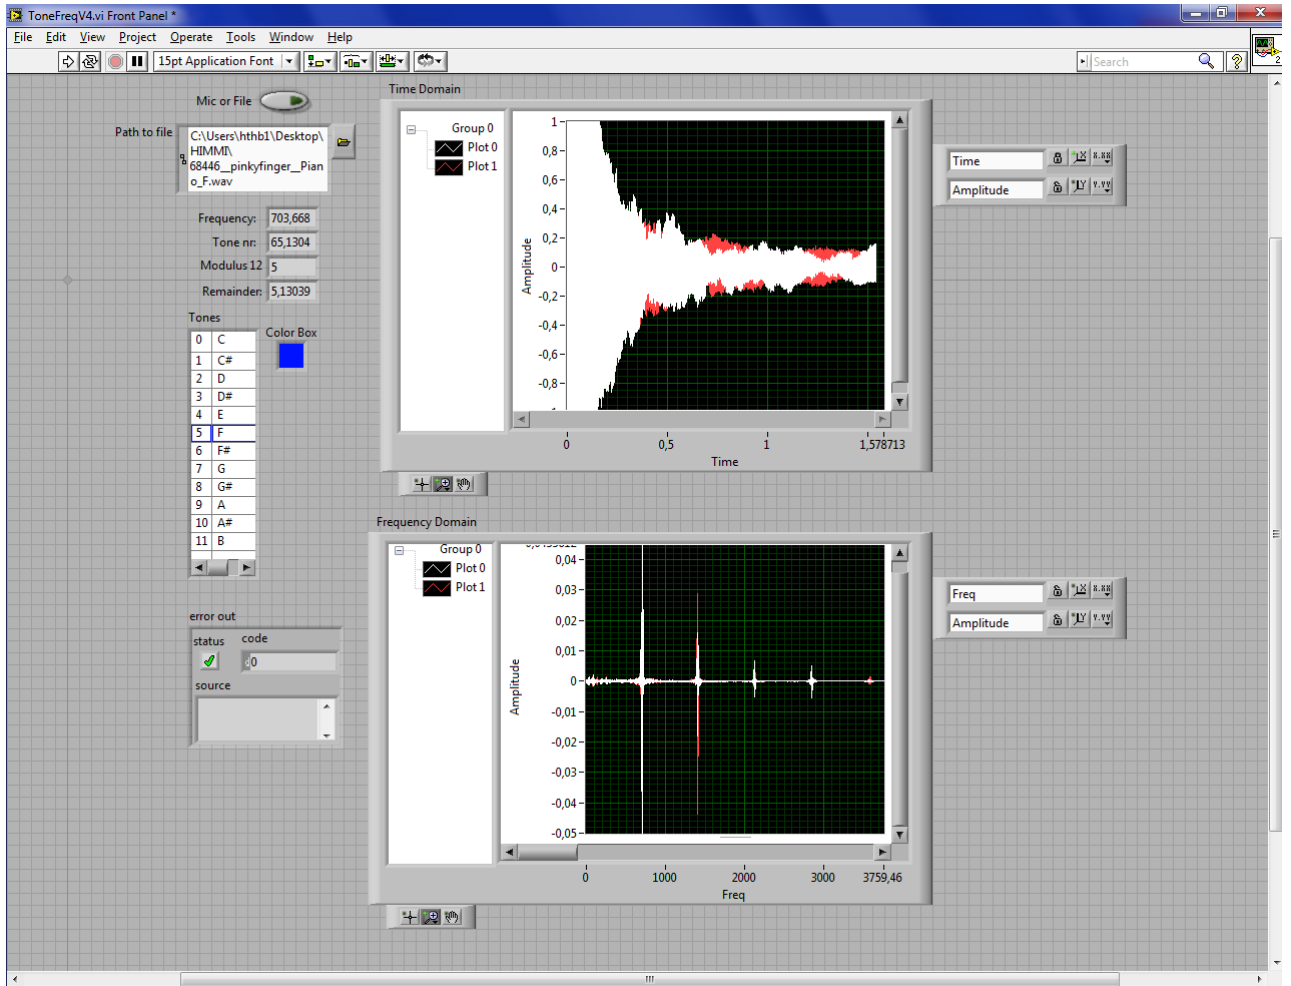 ToneFreqV4.vi Front Panel *
File Edit View Project Operate Tools Window Help
15pt Application Font
Search
2
Mic or File
Path to file
C:\Users\hthb1\Desktop\
HIMMI\
68446__pinkyfinger__Pian
o_F.wav
Frequency: 703,668
Tone nr: 65,1304
Modulus 12 5
Remainder: 5,13039
Tones
Color Box
0 C
1 C#
2 D
3 D#
4 E
5 F
6 F#
7 G
8 G#
9 A
10 A#
11 B
error out
status code
0
source
Time Domain
Group 0
Plot 0
Plot 1
Amplitude
1
0,8
0,6
0,4
0,2
0
-0,2
-0,4
-0,6
-0,8
0 0,5 1 1,578713
Time
Time
Amplitude
Frequency Domain
Group 0
Plot 0
Plot 1
Amplitude
0,04
0,03
0,02
0,01
0
-0,01
-0,02
-0,03
-0,04
-0,05
0 1000 2000 3000 3759,46
Freq
Freq
Amplitude